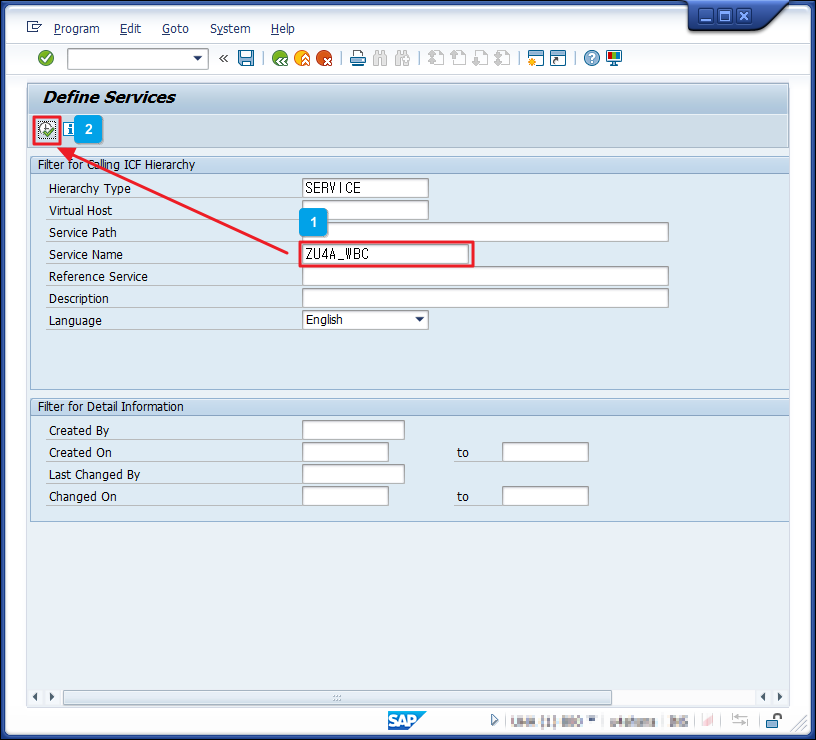 Program Edit Goto System Help
Define Services
2
Filter for Calling ICF Hierarchy
Hierarchy Type SERVICE
Virtual Host
1
Service Path
Service Name ZU4A_WBC
Reference Service
Description
Language English
Filter for Detail Information
Created By
Created On to
Last Changed By
Changed On to
SAP